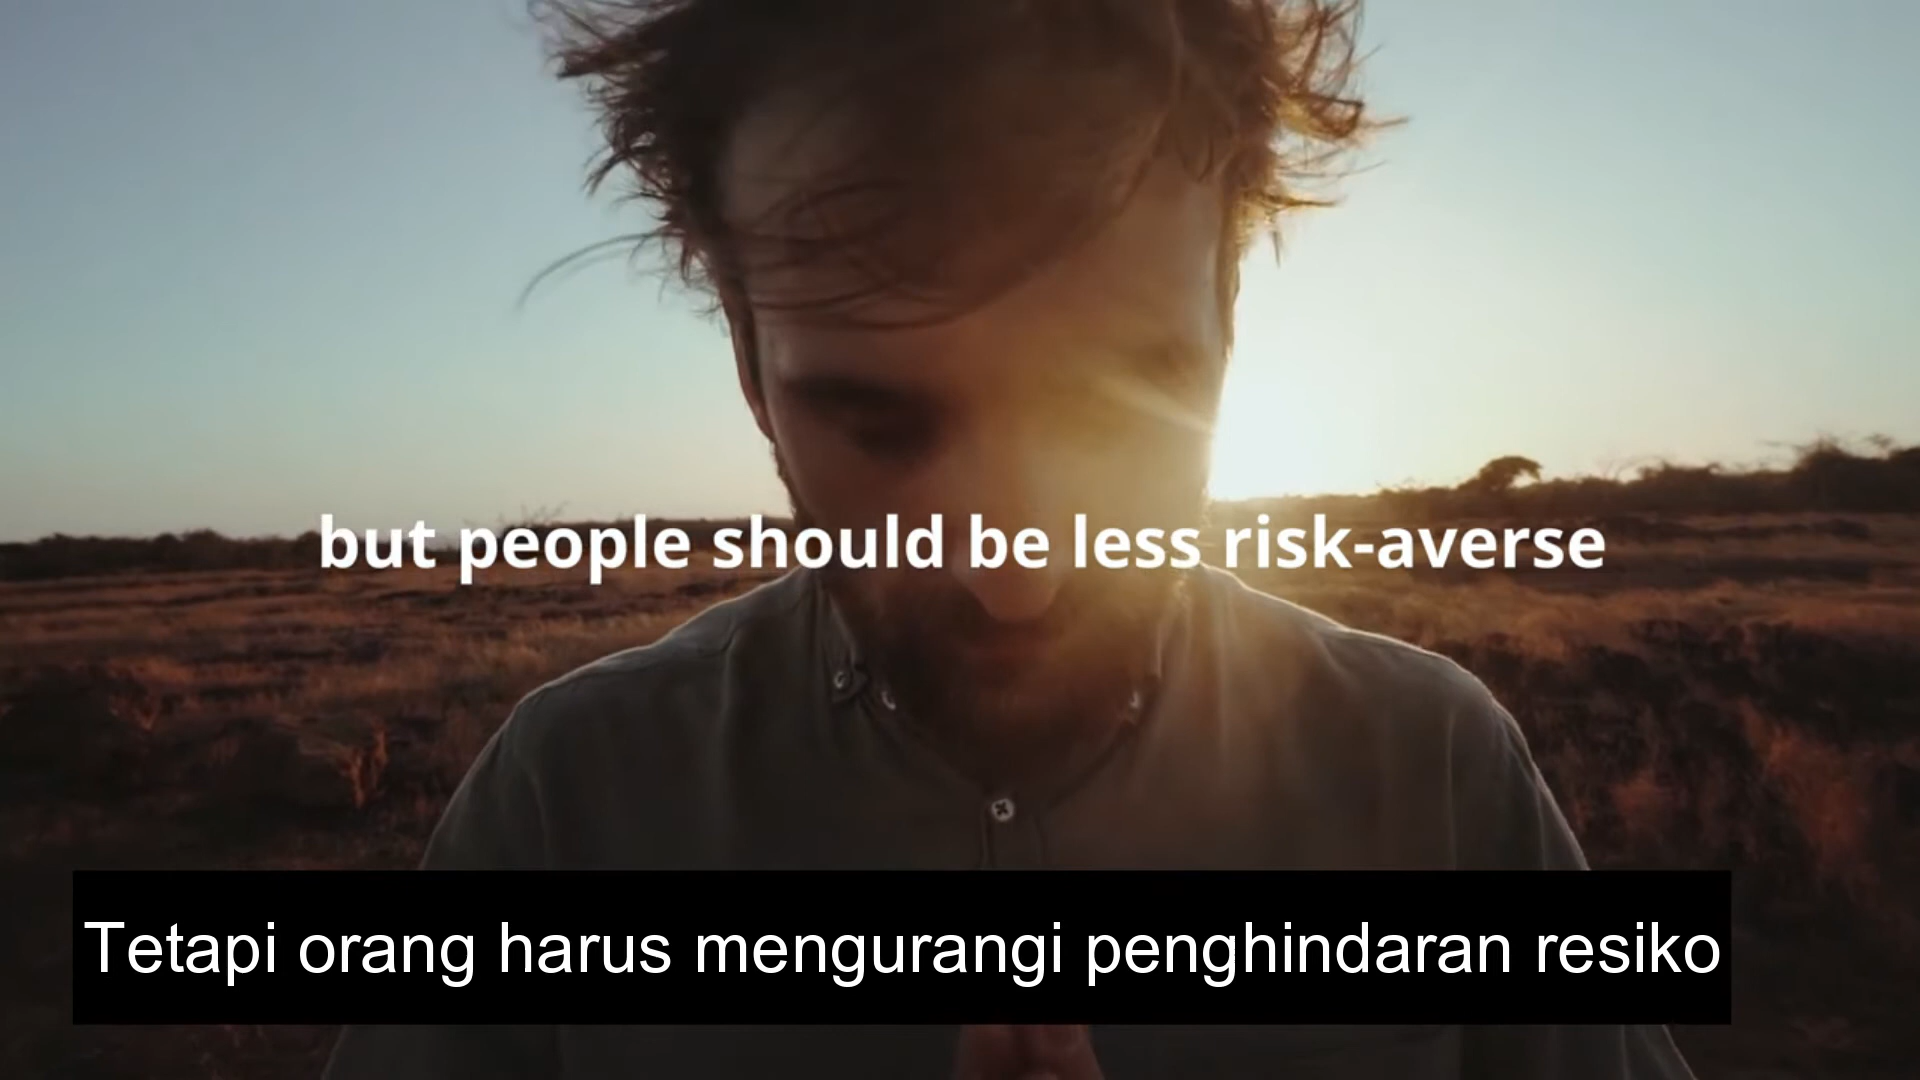 but people should be less risk-averse
Tetapi orang harus mengurangi penghindaran resiko